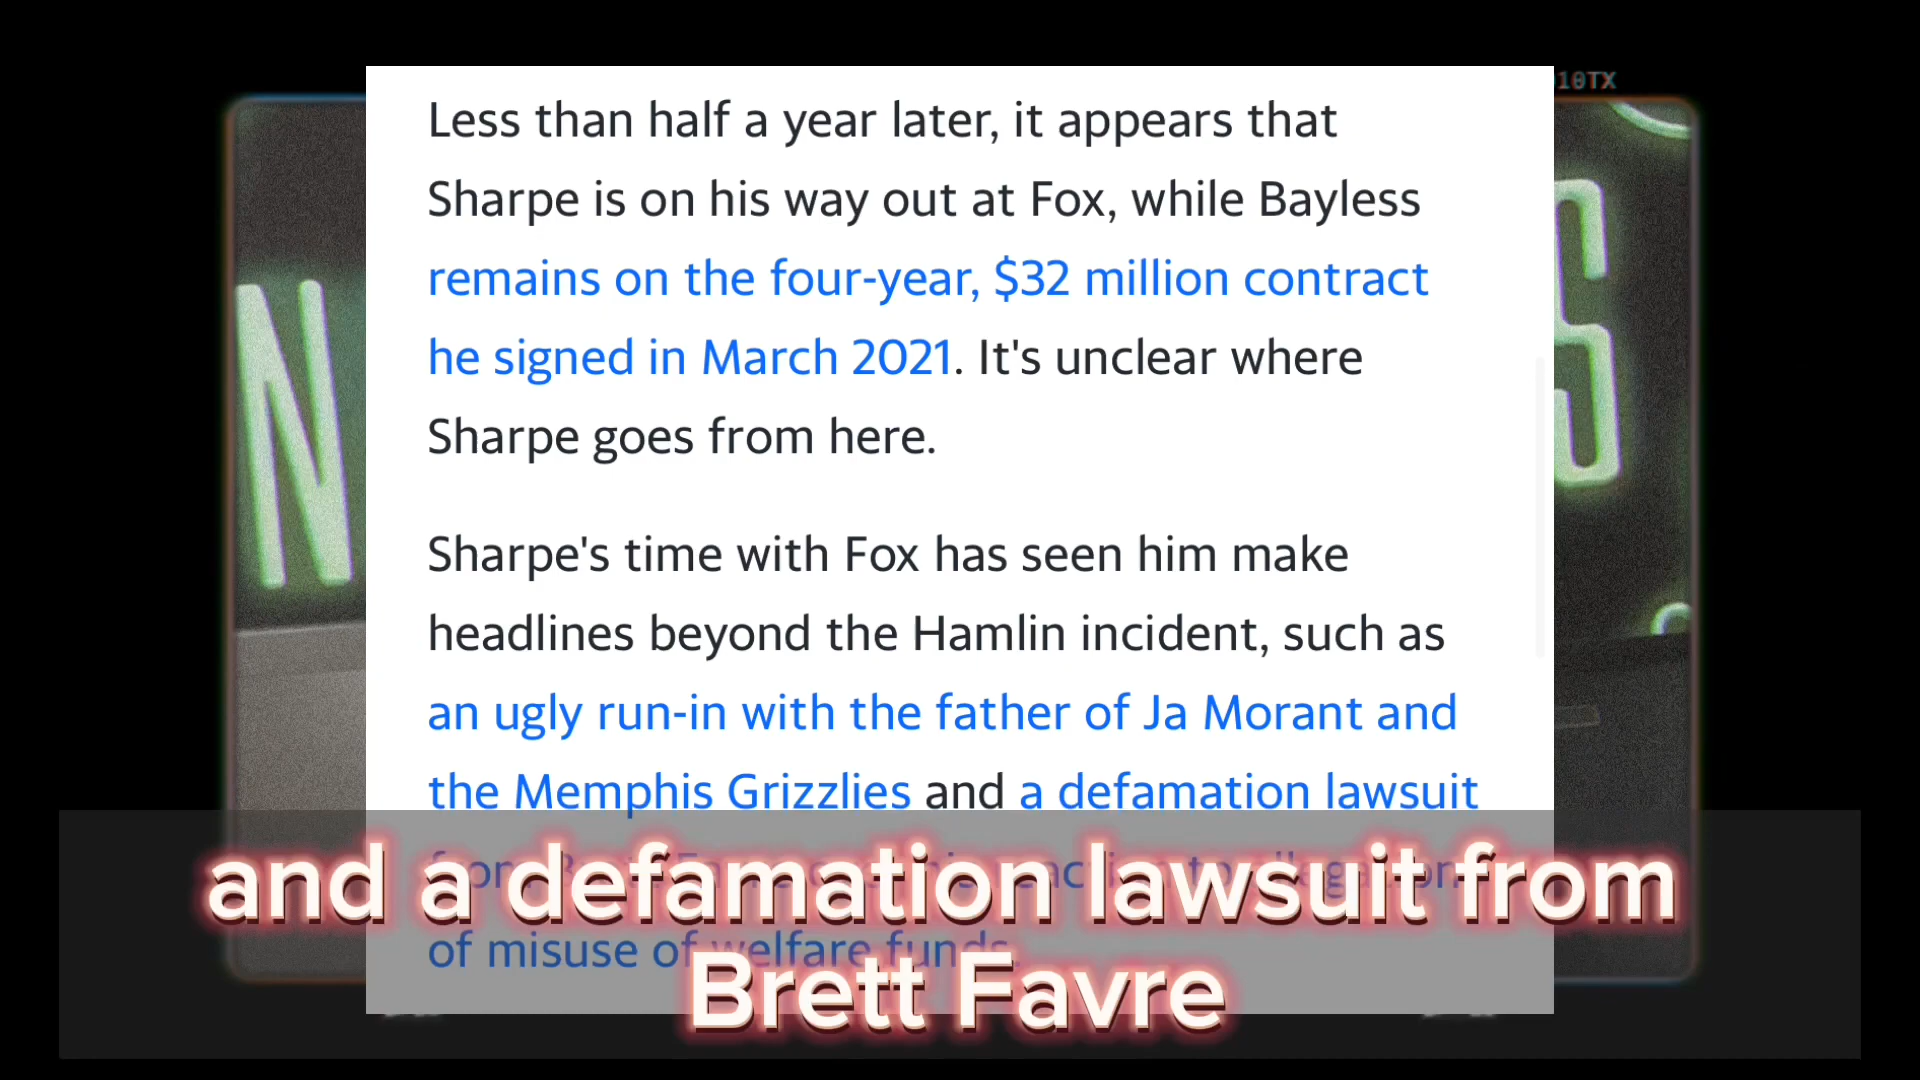 10TX
N
S
Less than half a year later, it appears that
Sharpe is on his way out at Fox, while Bayless
remains on the four-year, $32 million contract
he signed in March 2021. It's unclear where
Sharpe goes from here.
Sharpe's time with Fox has seen him make
headlines beyond the Hamlin incident, such as
an ugly run-in with the father of Ja Morant and
the Memphis Grizzlies and a defamation lawsuit
of misuse of welfare funds.
and a defamation lawsuit from
Brett Favre